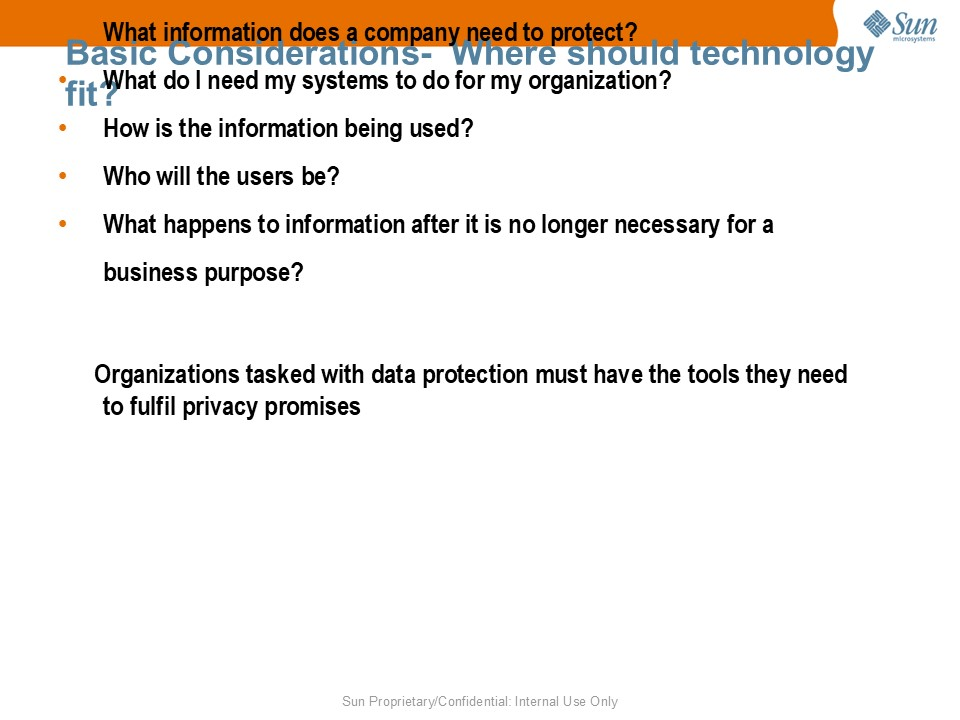 What information does a company need to protect?
Basic Considerations- Where should technology
fit?
• What do I need my systems to do for my organization?
• How is the information being used?
• Who will the users be?
• What happens to information after it is no longer necessary for a
business purpose?
Organizations tasked with data protection must have the tools they need
to fulfil privacy promises
Sun Proprietary/Confidential: Internal Use Only
Sun
microsystems